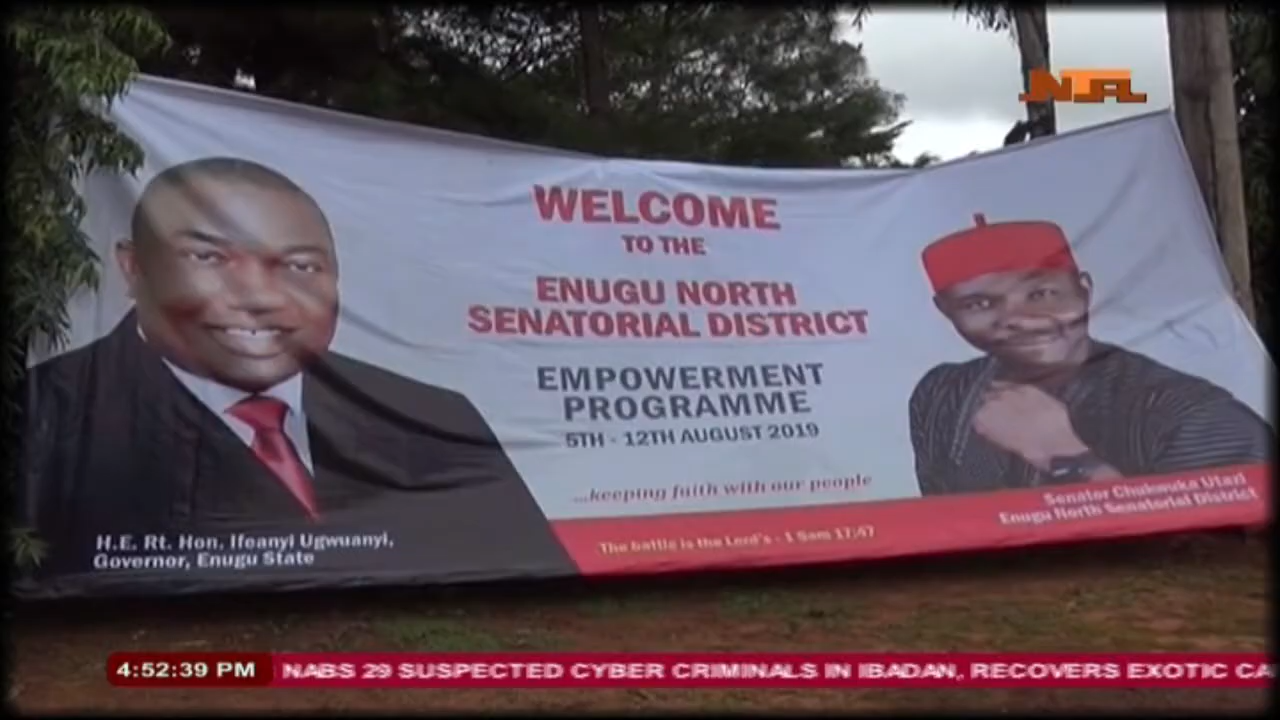 NTA
WELCOME
TO THE
ENUGU NORTH
SENATORIAL DISTRICT
EMPOWERMENT
PROGRAMME
5TH - 12TH AUGUST 2019
...keeping faith with our people
The battle is the Lord's - 1 Sam 17:47
H.E. Rt. Hon. Ifeanyi Ugwuanyi,
Governor, Enugu State
Senator Chukwuka Utazi
Enugu North Senatorial District
4:52:39 PM
NABS 29 SUSPECTED CYBER CRIMINALS IN IBADAN, RECOVERS EXOTIC CA